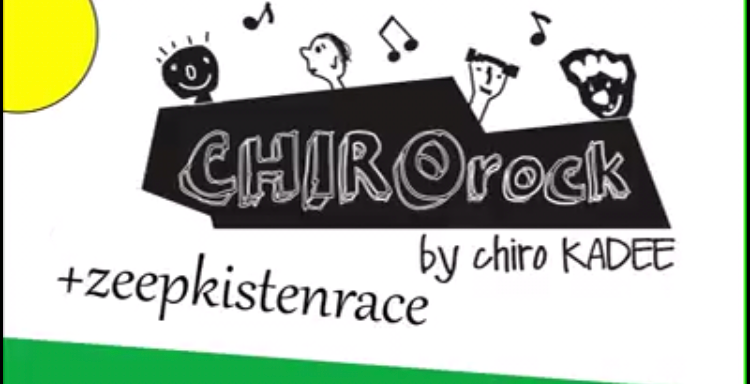 CHIROrock
by chiro KADEE
+zeepkistenrace